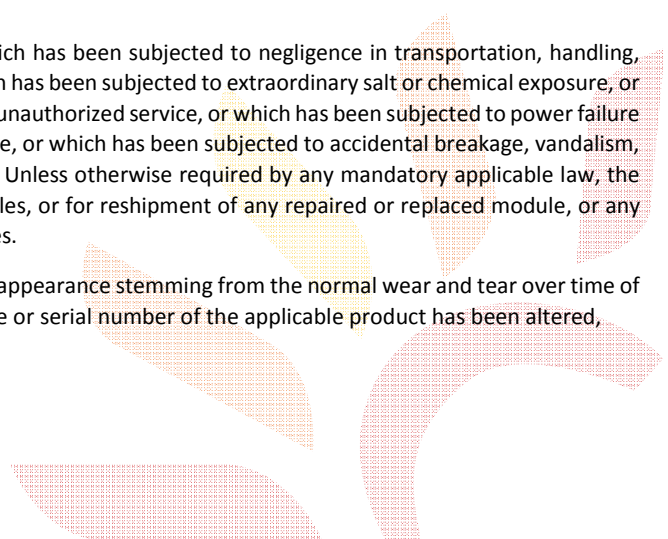 ich has been subjected to negligence in transportation, handling,
h has been subjected to extraordinary salt or chemical exposure, or
unauthorized service, or which has been subjected to power failure
e, or which has been subjected to accidental breakage, vandalism,
Unless otherwise required by any mandatory applicable law, the
les, or for reshipment of any repaired or replaced module, or any
es.
appearance stemming from the normal wear and tear over time of
e or serial number of the applicable product has been altered,